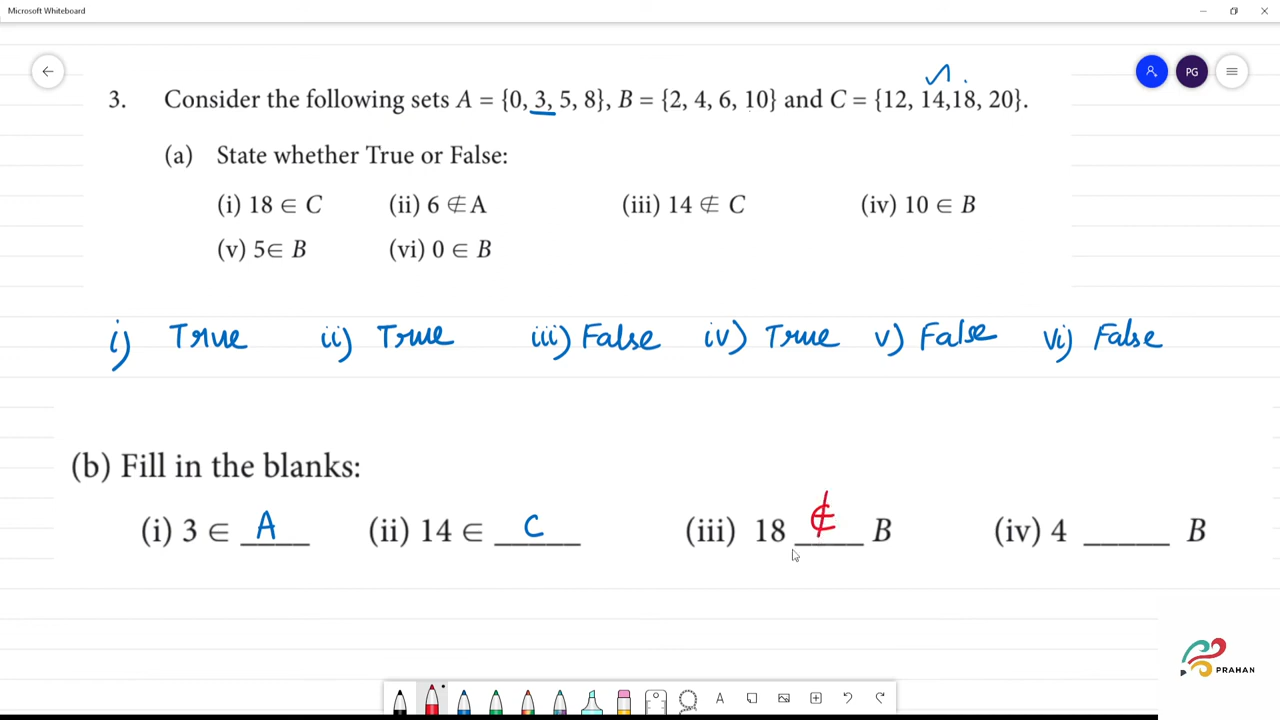 Microsoft Whiteboard
PG
3. Consider the following sets A = {0, 3, 5, 8}, B = {2, 4, 6, 10} and C = {12, 14,18, 20}.
(a) State whether True or False:
(i) 18 ∈ C (ii) 6 ∉ A (iii) 14 ∉ C (iv) 10 ∈ B
(v) 5∈ B (vi) 0 ∈ B
i) True ii) True iii) False iv) True v) False vi) False
(b) Fill in the blanks:
(i) 3 ∈ A (ii) 14 ∈ C (iii) 18 ∉ B (iv) 4 _____ B
PRAHAN
A